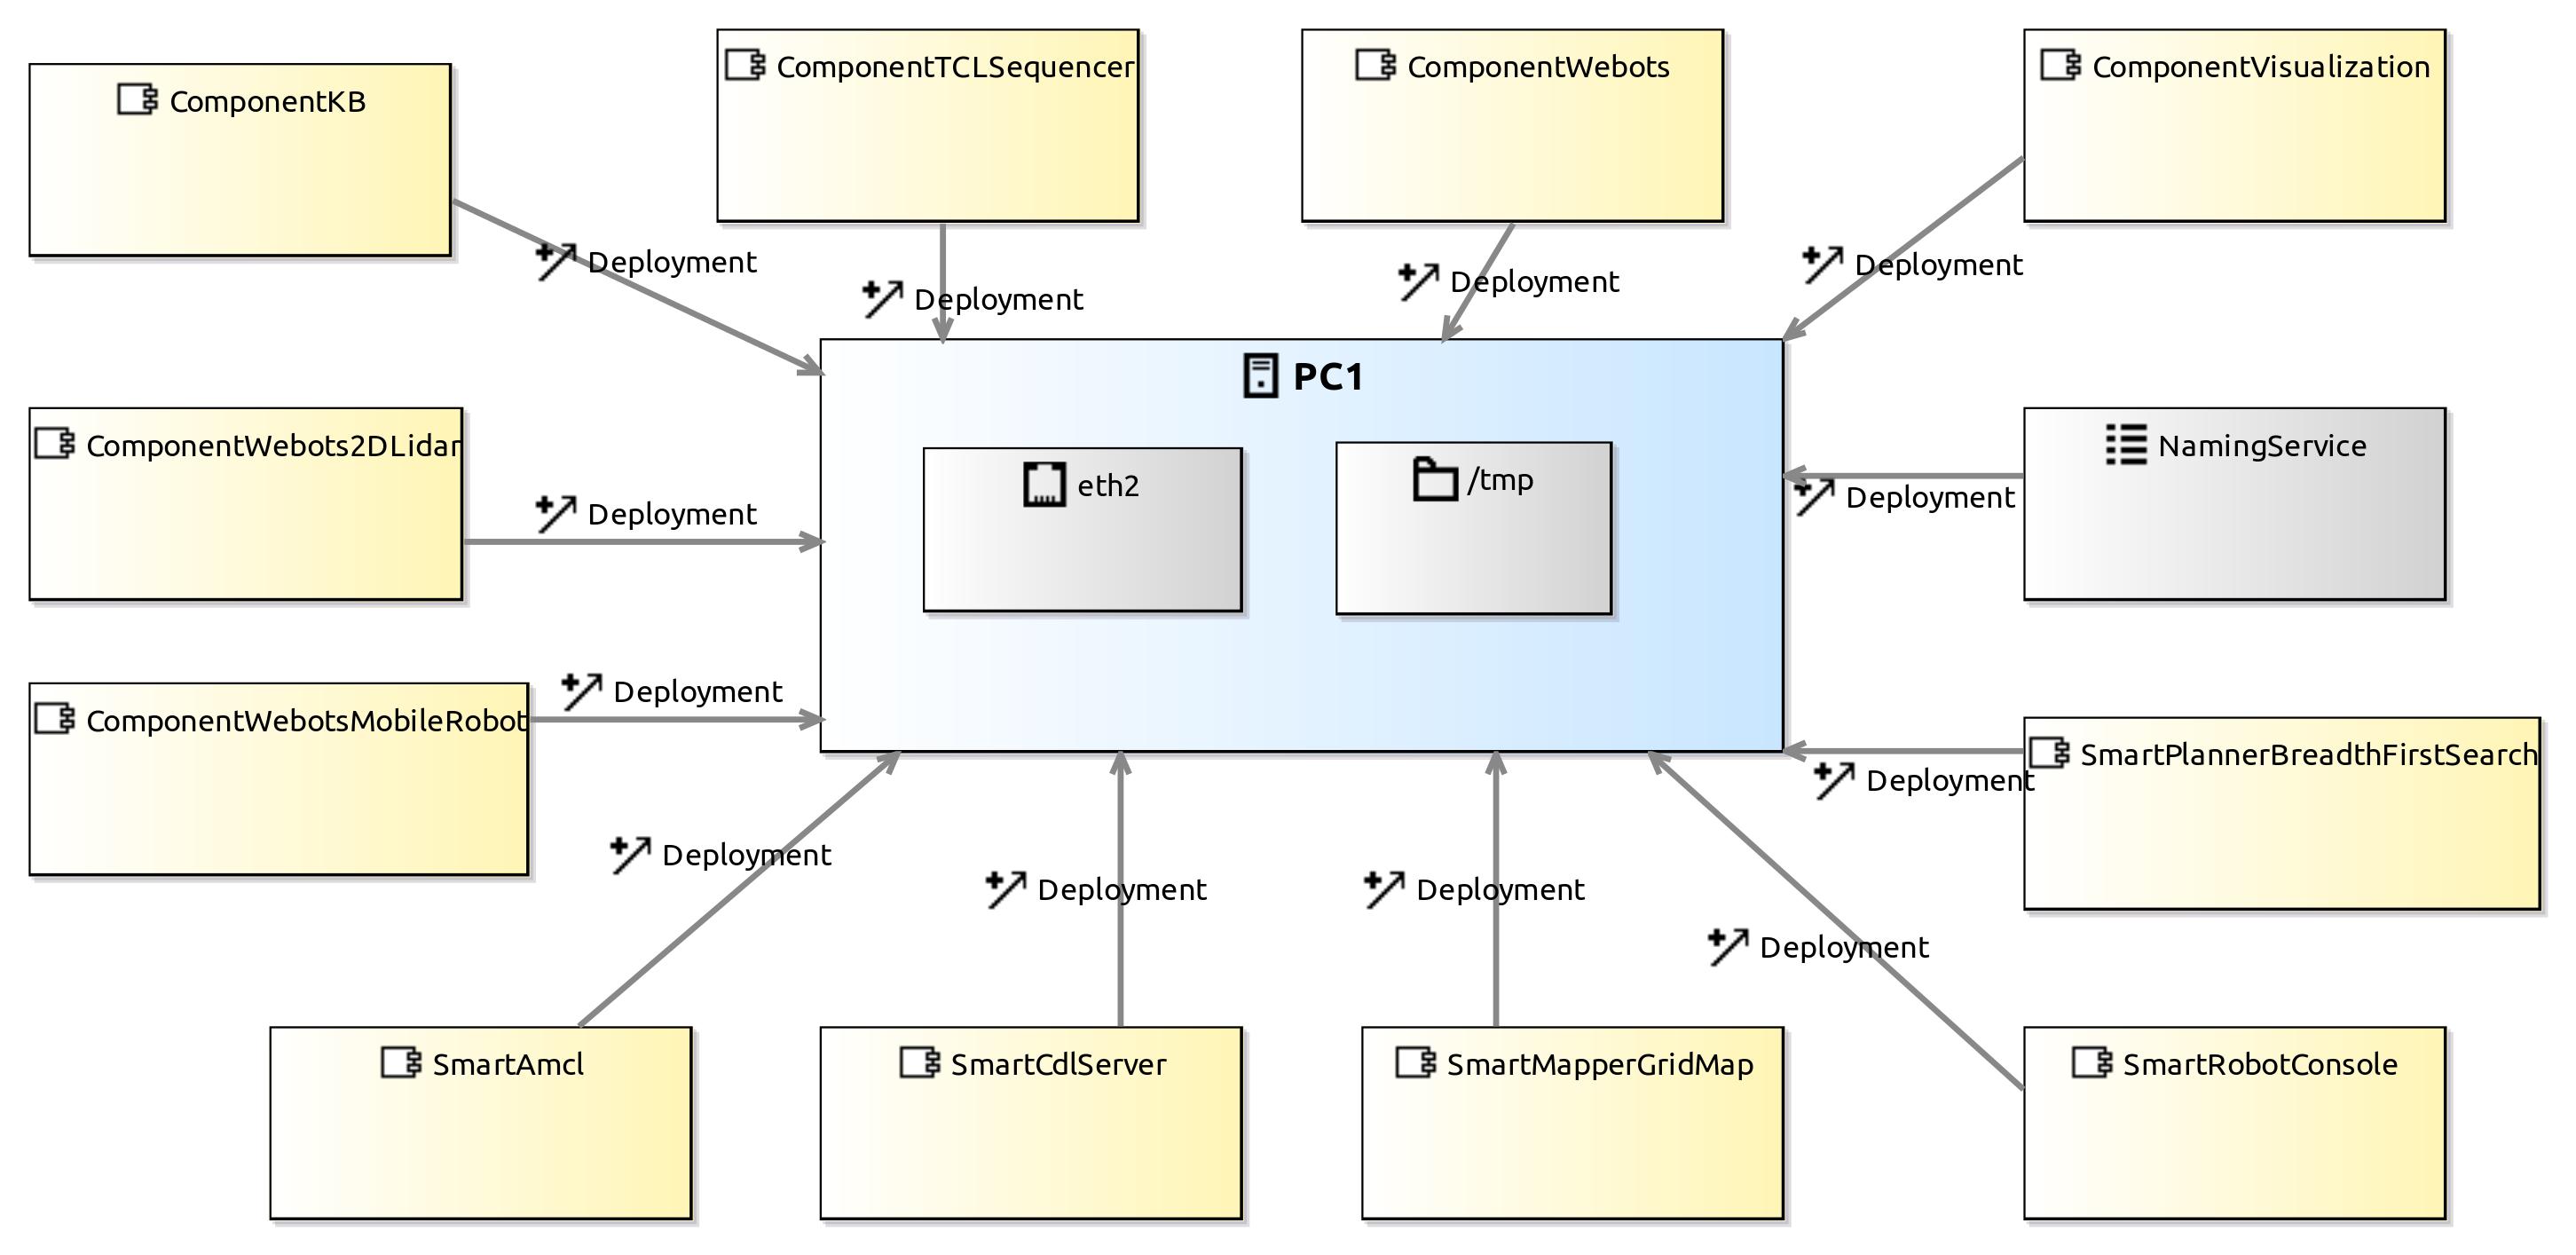 ComponentKB
ComponentTCLSequencer
ComponentWebots
ComponentVisualization
Deployment
Deployment
Deployment
Deployment
PC1
eth2
/tmp
ComponentWebots2DLidar
Deployment
NamingService
Deployment
ComponentWebotsMobileRobot
Deployment
SmartPlannerBreadthFirstSearch
Deployment
Deployment
Deployment
Deployment
Deployment
SmartAmcl
SmartCdlServer
SmartMapperGridMap
SmartRobotConsole